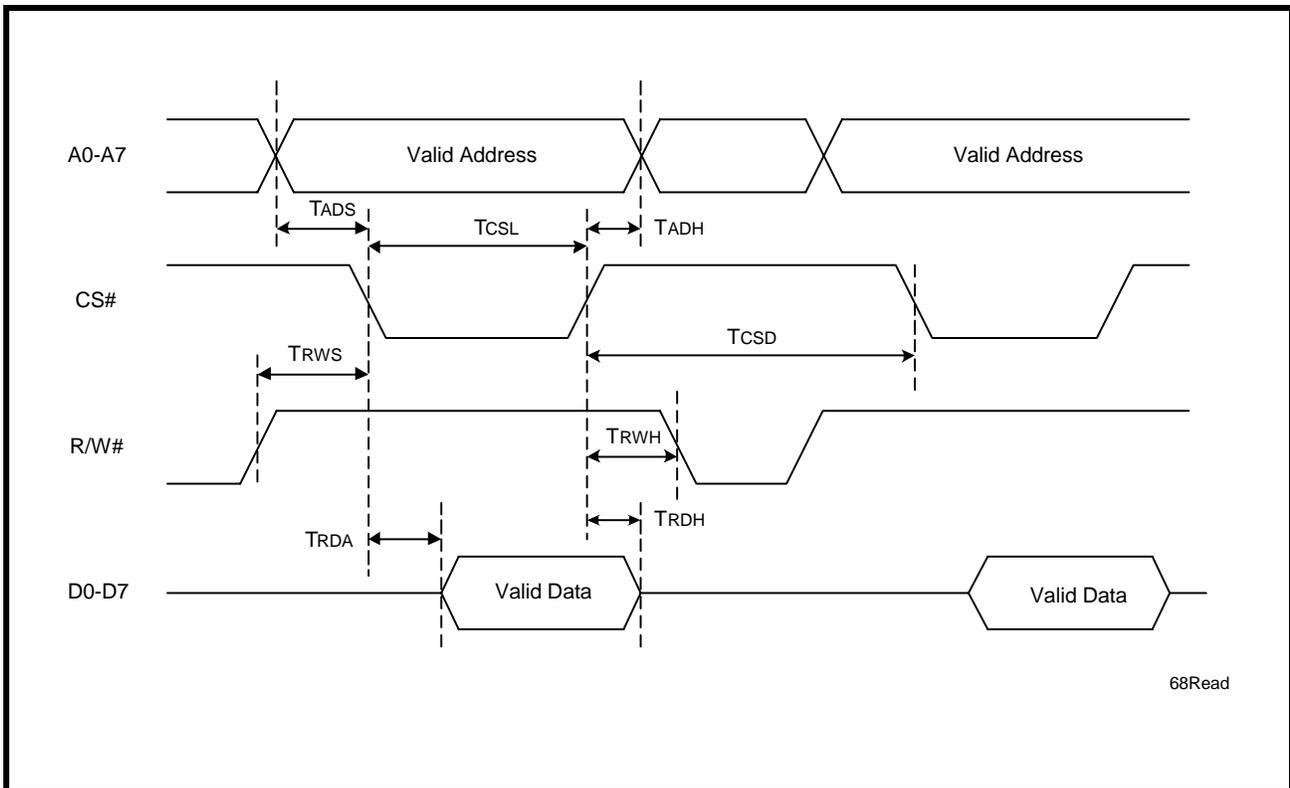 A0-A7
Valid Address
Valid Address
TADS
TCSL
TADH
CS#
TCSD
TRWS
R/W#
TRWH
TRDH
TRDA
D0-D7
Valid Data
Valid Data
68Read